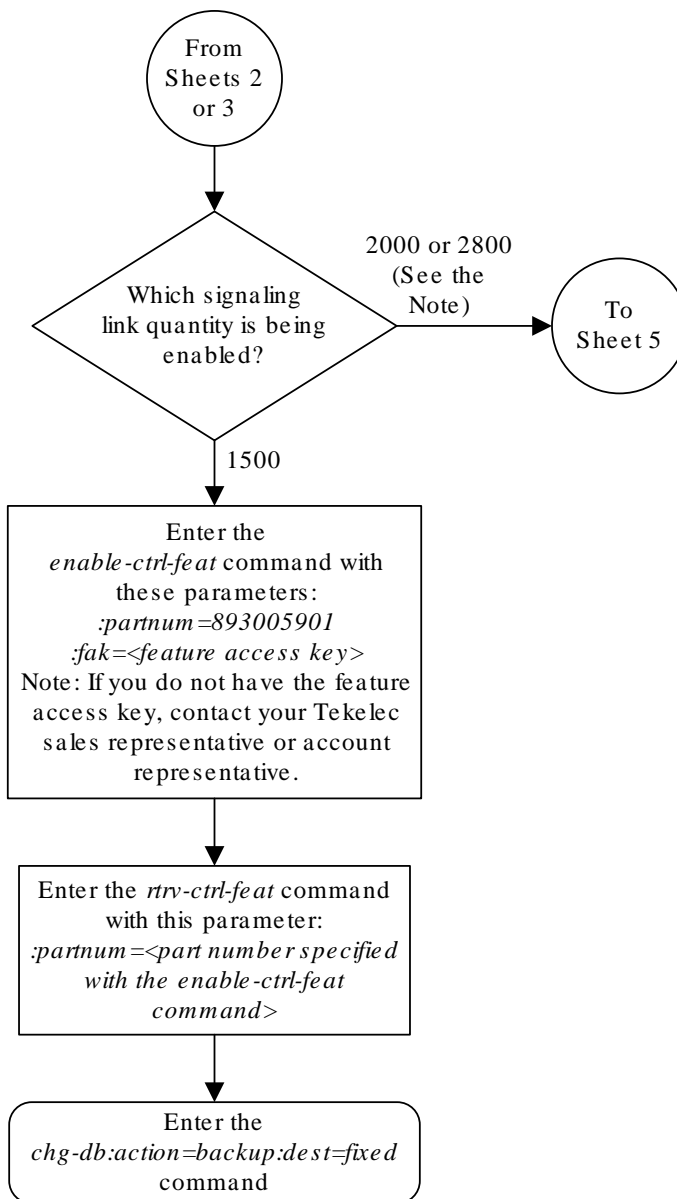 From
Sheets 2
or 3
Which signaling
link quantity is being
enabled?
2000 or 2800
(See the
Note)
To
Sheet 5
1500
Enter the
enable-ctrl-feat command with
these parameters:
:partnum=893005901
:fak=<feature access key>
Note: If you do not have the feature
access key, contact your Tekelec
sales representative or account
representative.
Enter the rtrv-ctrl-feat command
with this parameter:
:partnum=<part number specified
with the enable-ctrl-feat
command>
Enter the
chg-db:action=backup:dest=fixed
command